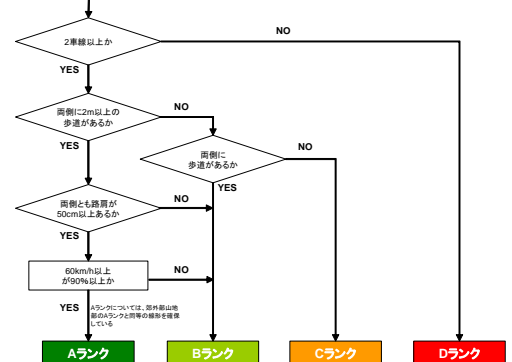 2車線以上か
NO
YES
両側に2m以上の
歩道があるか
NO
YES
両側に
歩道があるか
NO
YES
両側とも路肩が
50cm以上あるか
NO
YES
60km/h以上
が90%以上か
NO
YES
Aランクについては、郊外部山地
部のAランクと同等の線形を確保
している
Aランク
Bランク
Cランク
Dランク